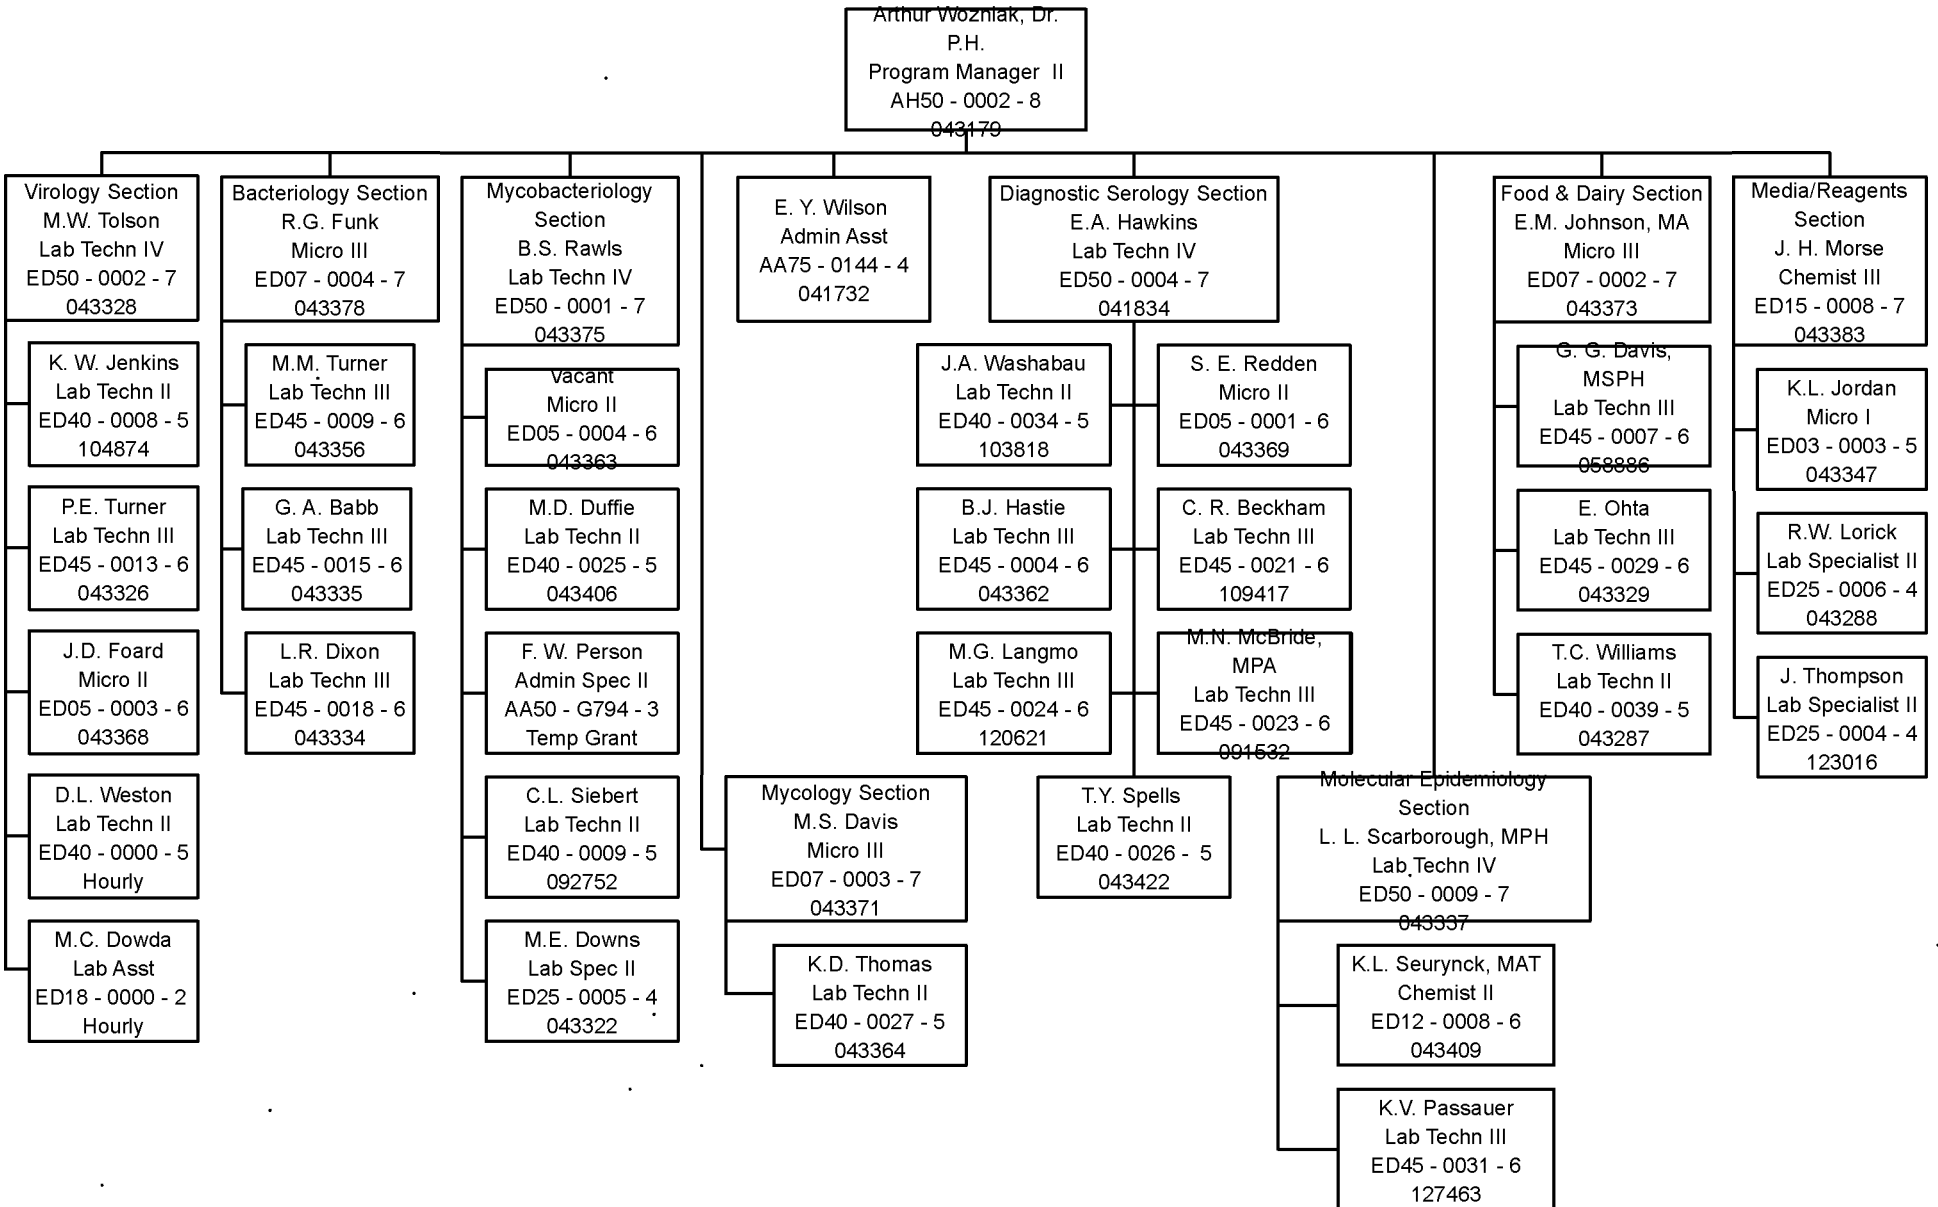 Arthur Wozniak, Dr.
P.H.
Program Manager II
AH50 - 0002 - 8
043179
Virology Section
M.W. Tolson
Lab Techn IV
ED50 - 0002 - 7
043328
K. W. Jenkins
Lab Techn II
ED40 - 0008 - 5
104874
P.E. Turner
Lab Techn III
ED45 - 0013 - 6
043326
J.D. Foard
Micro II
ED05 - 0003 - 6
043368
D.L. Weston
Lab Techn II
ED40 - 0000 - 5
Hourly
M.C. Dowda
Lab Asst
ED18 - 0000 - 2
Hourly
Bacteriology Section
R.G. Funk
Micro III
ED07 - 0004 - 7
043378
M.M. Turner
Lab Techn III
ED45 - 0009 - 6
043356
G. A. Babb
Lab Techn III
ED45 - 0015 - 6
043335
L.R. Dixon
Lab Techn III
ED45 - 0018 - 6
043334
Mycobacteriology
Section
B.S. Rawls
Lab Techn IV
ED50 - 0001 - 7
043375
Vacant
Micro II
ED05 - 0004 - 6
043363
M.D. Duffie
Lab Techn II
ED40 - 0025 - 5
043406
F. W. Person
Admin Spec II
AA50 - G794 - 3
Temp Grant
C.L. Siebert
Lab Techn II
ED40 - 0009 - 5
092752
M.E. Downs
Lab Spec II
ED25 - 0005 - 4
043322
Mycology Section
M.S. Davis
Micro III
ED07 - 0003 - 7
043371
K.D. Thomas
Lab Techn II
ED40 - 0027 - 5
043364
E. Y. Wilson
Admin Asst
AA75 - 0144 - 4
041732
Diagnostic Serology Section
E.A. Hawkins
Lab Techn IV
ED50 - 0004 - 7
041834
J.A. Washabau
Lab Techn II
ED40 - 0034 - 5
103818
S. E. Redden
Micro II
ED05 - 0001 - 6
043369
B.J. Hastie
Lab Techn III
ED45 - 0004 - 6
043362
C. R. Beckham
Lab Techn III
ED45 - 0021 - 6
109417
M.G. Langmo
Lab Techn III
ED45 - 0024 - 6
120621
M.N. McBride,
MPA
Lab Techn III
ED45 - 0023 - 6
091532
T.Y. Spells
Lab Techn II
ED40 - 0026 - 5
043422
Molecular Epidemiology
Section
L. L. Scarborough, MPH
Lab Techn IV
ED50 - 0009 - 7
043337
K.L. Seurynck, MAT
Chemist II
ED12 - 0008 - 6
043409
K.V. Passauer
Lab Techn III
ED45 - 0031 - 6
127463
Food & Dairy Section
E.M. Johnson, MA
Micro III
ED07 - 0002 - 7
043373
G. G. Davis,
MSPH
Lab Techn III
ED45 - 0007 - 6
058886
E. Ohta
Lab Techn III
ED45 - 0029 - 6
043329
T.C. Williams
Lab Techn II
ED40 - 0039 - 5
043287
Media/Reagents
Section
J. H. Morse
Chemist III
ED15 - 0008 - 7
043383
K.L. Jordan
Micro I
ED03 - 0003 - 5
043347
R.W. Lorick
Lab Specialist II
ED25 - 0006 - 4
043288
J. Thompson
Lab Specialist II
ED25 - 0004 - 4
123016